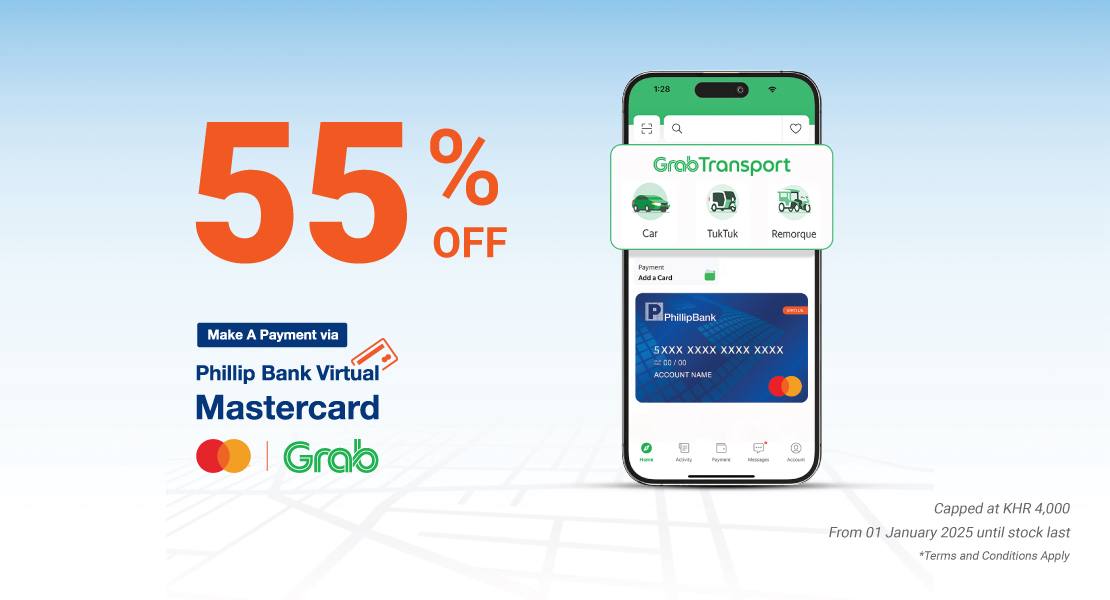 55%
OFF
Make A Payment via
Phillip Bank Virtual
Mastercard
Grab
1:28
GrabTransport
Car
TukTuk
Remorque
Payment
Add a Card
P PhillipBank
5XXX XXXX XXXX XXXX
00 / 00
ACCOUNT NAME
Home
Activity
Payment
Messages
Account
Capped at KHR 4,000
From 01 January 2025 until stock last
*Terms and Conditions Apply